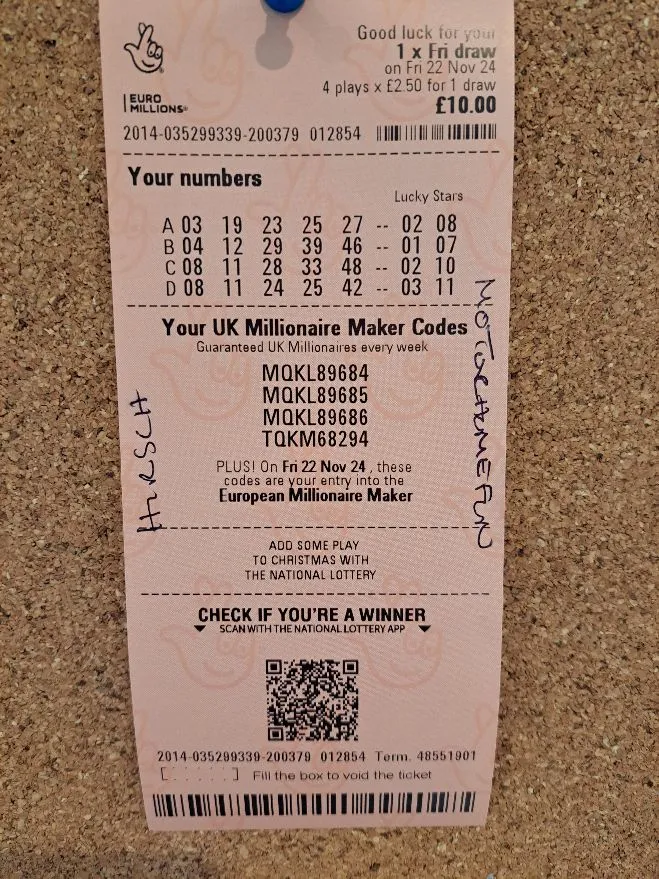 Good luck for your
1 x Fri draw
on Fri 22 Nov 24
4 plays x £2.50 for 1 draw
£10.00
EURO
MILLIONS®
2014-035299339-200379 012854
Your numbers
Lucky Stars
A 03 19 23 25 27 -- 02 08
B 04 12 29 39 46 -- 01 07
C 08 11 28 33 48 -- 02 10
D 08 11 24 25 42 -- 03 11
Your UK Millionaire Maker Codes
Guaranteed UK Millionaires every week
MQKL89684
MQKL89685
MQKL89686
TQKM68294
PLUS! On Fri 22 Nov 24 , these
codes are your entry into the
European Millionaire Maker
HIRSCH
MOTORHOMEFUN
ADD SOME PLAY
TO CHRISTMAS WITH
THE NATIONAL LOTTERY
CHECK IF YOU'RE A WINNER
SCAN WITH THE NATIONAL LOTTERY APP
2014-035299339-200379 012854 Term. 48551901
[.....] Fill the box to void the ticket